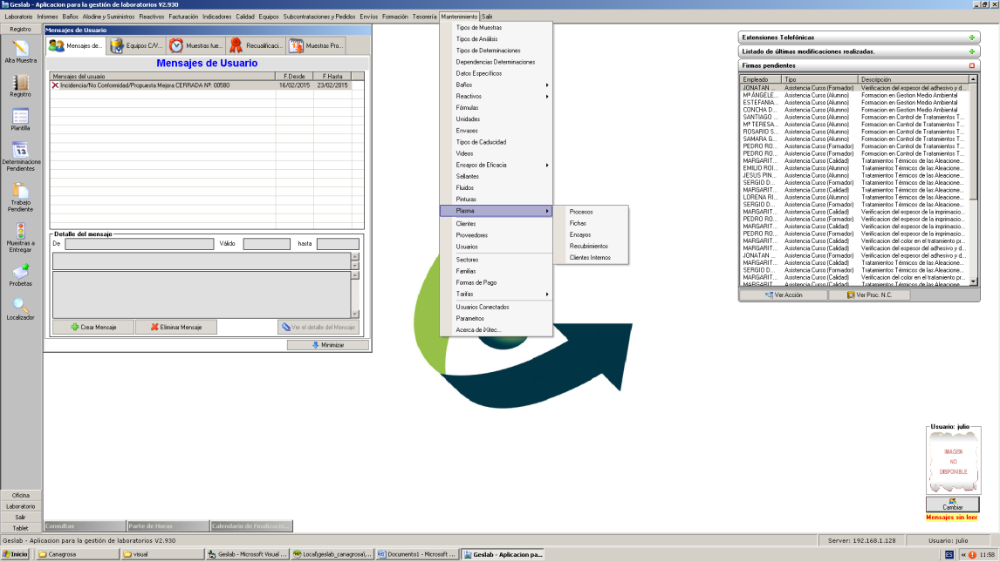 Geslab - Aplicacion para la gestión de laboratorios V2.930
Laboratorio Informes Baños Alodine y Suministros Reactivos Facturación Indicadores Calidad Equipos Subcontrataciones y Pedidos Envíos Formación Tesorería Mantenimiento Salir
Registro
Alta Muestra
Registro
Plantilla
Determinacione Pendientes
Trabajo Pendiente
Muestras a Entregar
Probetas
Localizador
Oficina
Laboratorio
Salir
Tablet
Mensajes de Usuario
Mensajes de...
Equipos C/V...
Muestras fue...
Recualificaci...
Muestras Pro...
Mensajes de Usuario
Mensajes del usuario F.Desde F.Hasta
Incidencia/No Conformidad/Propuesta Mejora CERRADA Nº: 00580 16/02/2015 23/02/2015
Detalle del mensaje
De Válido hasta
Crear Mensaje
Eliminar Mensaje
Ver el detalle del Mensaje
Minimizar
Tipos de Muestras
Tipos de Análisis
Tipos de Determinaciones
Dependencias Determinaciones
Datos Específicos
Baños
Reactivos
Fórmulas
Unidades
Envases
Tipos de Caducidad
Videos
Ensayos de Eficacia
Sellantes
Fluidos
Pinturas
Plasma
Clientes
Proveedores
Usuarios
Sectores
Familias
Formas de Pago
Tarifas
Usuarios Conectados
Parametros
Procesos
Fichas
Ensayos
Recubrimientos
Clientes Internos
Extensiones Telefónicas
Listado de últimas modificaciones realizadas.
Firmas pendientes
Empleado Tipo Descripción
JONATAN ... Asistencia Curso (Formador) Verificacion del espesor del adhesivo y d...
Mª ÁNGELE... Asistencia Curso (Alumno) Formacion en Gestion Medio Ambiental
ESTEFANIA... Asistencia Curso (Alumno) Formacion en Gestion Medio Ambiental
CONCHA D... Asistencia Curso (Alumno) Formacion en Gestion Medio Ambiental
SANTIAGO ... Asistencia Curso (Alumno) Formacion en Control de Tratamientos T...
Mª TERESA... Asistencia Curso (Alumno) Formacion en Control de Tratamientos T...
ROSARIO S... Asistencia Curso (Alumno) Formacion en Control de Tratamientos T...
SAMARA G... Asistencia Curso (Alumno) Formacion en Control de Tratamientos T...
PEDRO RO... Asistencia Curso (Formador) Formacion en Control de Tratamientos T...
PEDRO RO... Asistencia Curso (Alumno) Formacion en Control de Tratamientos T...
MARGARIT... Asistencia Curso (Calidad) Tratamientos Térmicos de las Aleacione...
EMILIO ROI... Asistencia Curso (Alumno) Tratamientos Térmicos de las Aleacione...
JESUS PIN... Asistencia Curso (Alumno) Tratamientos Térmicos de las Aleacione...
SERGIO D... Asistencia Curso (Formador) Tratamientos Térmicos de las Aleacione...
MARGARIT... Asistencia Curso (Calidad) Tratamientos Térmicos de las Aleacione...
LORENA RI... Asistencia Curso (Alumno) Tratamientos Térmicos de las Aleacione...
SERGIO D... Asistencia Curso (Formador) Tratamientos Térmicos de las Aleacione...
MARGARIT... Asistencia Curso (Calidad) Verificacion del espesor de la imprimacio...
PEDRO RO... Asistencia Curso (Formador) Verificacion del espesor de la imprimacio...
MARGARIT... Asistencia Curso (Calidad) Verificacion del espesor de la imprimacio...
PEDRO RO... Asistencia Curso (Formador) Verificacion del espesor de la imprimacio...
MARGARIT... Asistencia Curso (Calidad) Verificacion del color en el tratamiento pr...
MARGARIT... Asistencia Curso (Calidad) Verificacion del espesor del adhesivo y d...
JONATAN ... Asistencia Curso (Formador) Verificacion del espesor del adhesivo y d...
MARGARIT... Asistencia Curso (Calidad) Tratamientos Térmicos de las Aleacione...
SERGIO D... Asistencia Curso (Formador) Tratamientos Térmicos de las Aleacione...
MARGARIT... Asistencia Curso (Calidad) Verificacion del color en el tratamiento pr...
MARGARIT... Asistencia Curso (Calidad) Tratamientos Térmicos de las Aleacione...
Ver Acción
Ver Proc. N.C.
Usuario: julio
IMAGEN
NO
DISPONIBLE
Cambiar
Mensajes sin leer
Consultas
Parte de Horas
Calendario de Finalizació...
Geslab - Aplicacion para la gestión de laboratorios V2.930
Server: 192.168.1.128
Usuario: julio
Inicio
Canagrosa
visual
Geslab - Microsoft Visual ...
Local\geslab_canagrosa\...
Documento1 - Microsoft ...
Geslab - Aplicacion pa...
ES
11:58